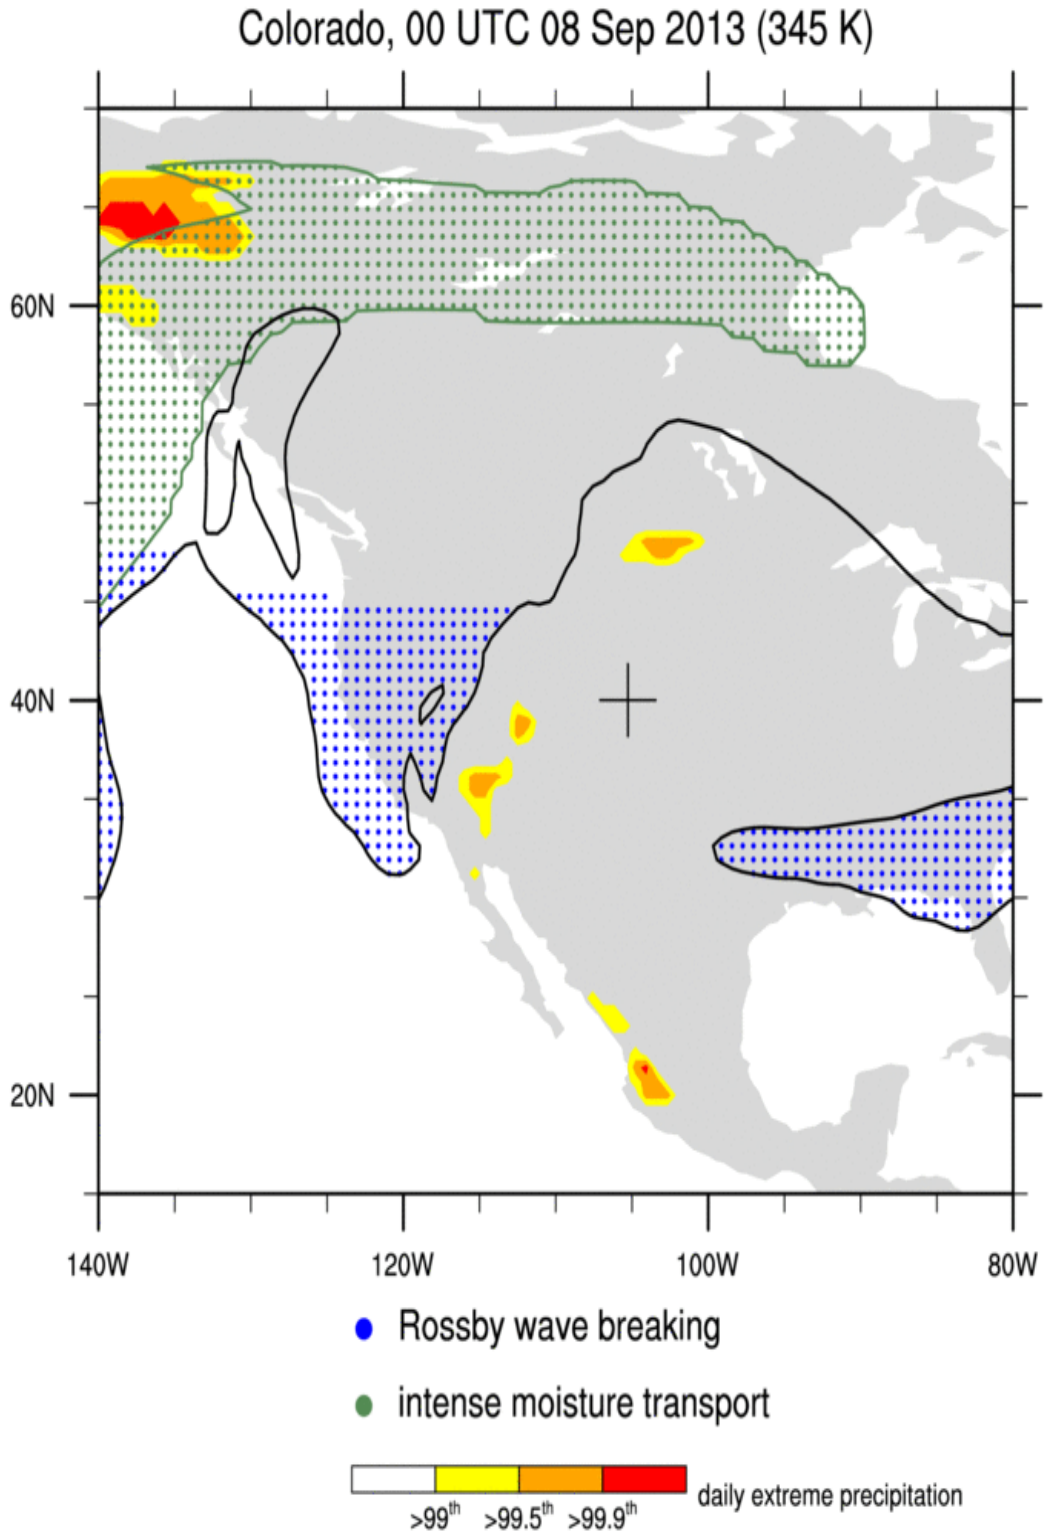 Colorado, 00 UTC 08 Sep 2013 (345 K)
60N
40N
20N
140W 120W 100W 80W
Rossby wave breaking
intense moisture transport
>99th >99.5th >99.9th daily extreme precipitation